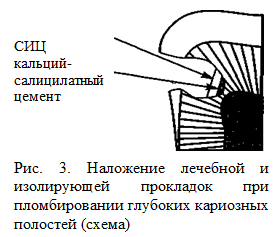 СИЦ
кальций-
салицилатный
цемент
Рис. 3. Наложение лечебной и
изолирующей прокладок при
пломбировании глубоких кариозных
полостей (схема)